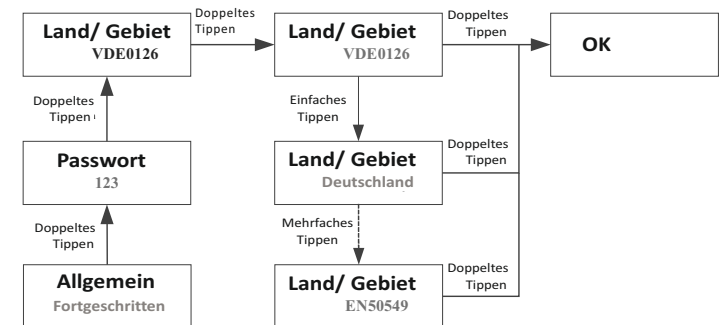 Doppeltes
Tippen
Doppeltes
Tippen
Land/ Gebiet
VDE0126
Land/ Gebiet
VDE0126
OK
Doppeltes
Tippen
Einfaches
Tippen
Doppeltes
Tippen
Passwort
123
Land/ Gebiet
Deutschland
Doppeltes
Tippen
Mehrfaches
Tippen
Doppeltes
Tippen
Allgemein
Fortgeschritten
Land/ Gebiet
EN50549